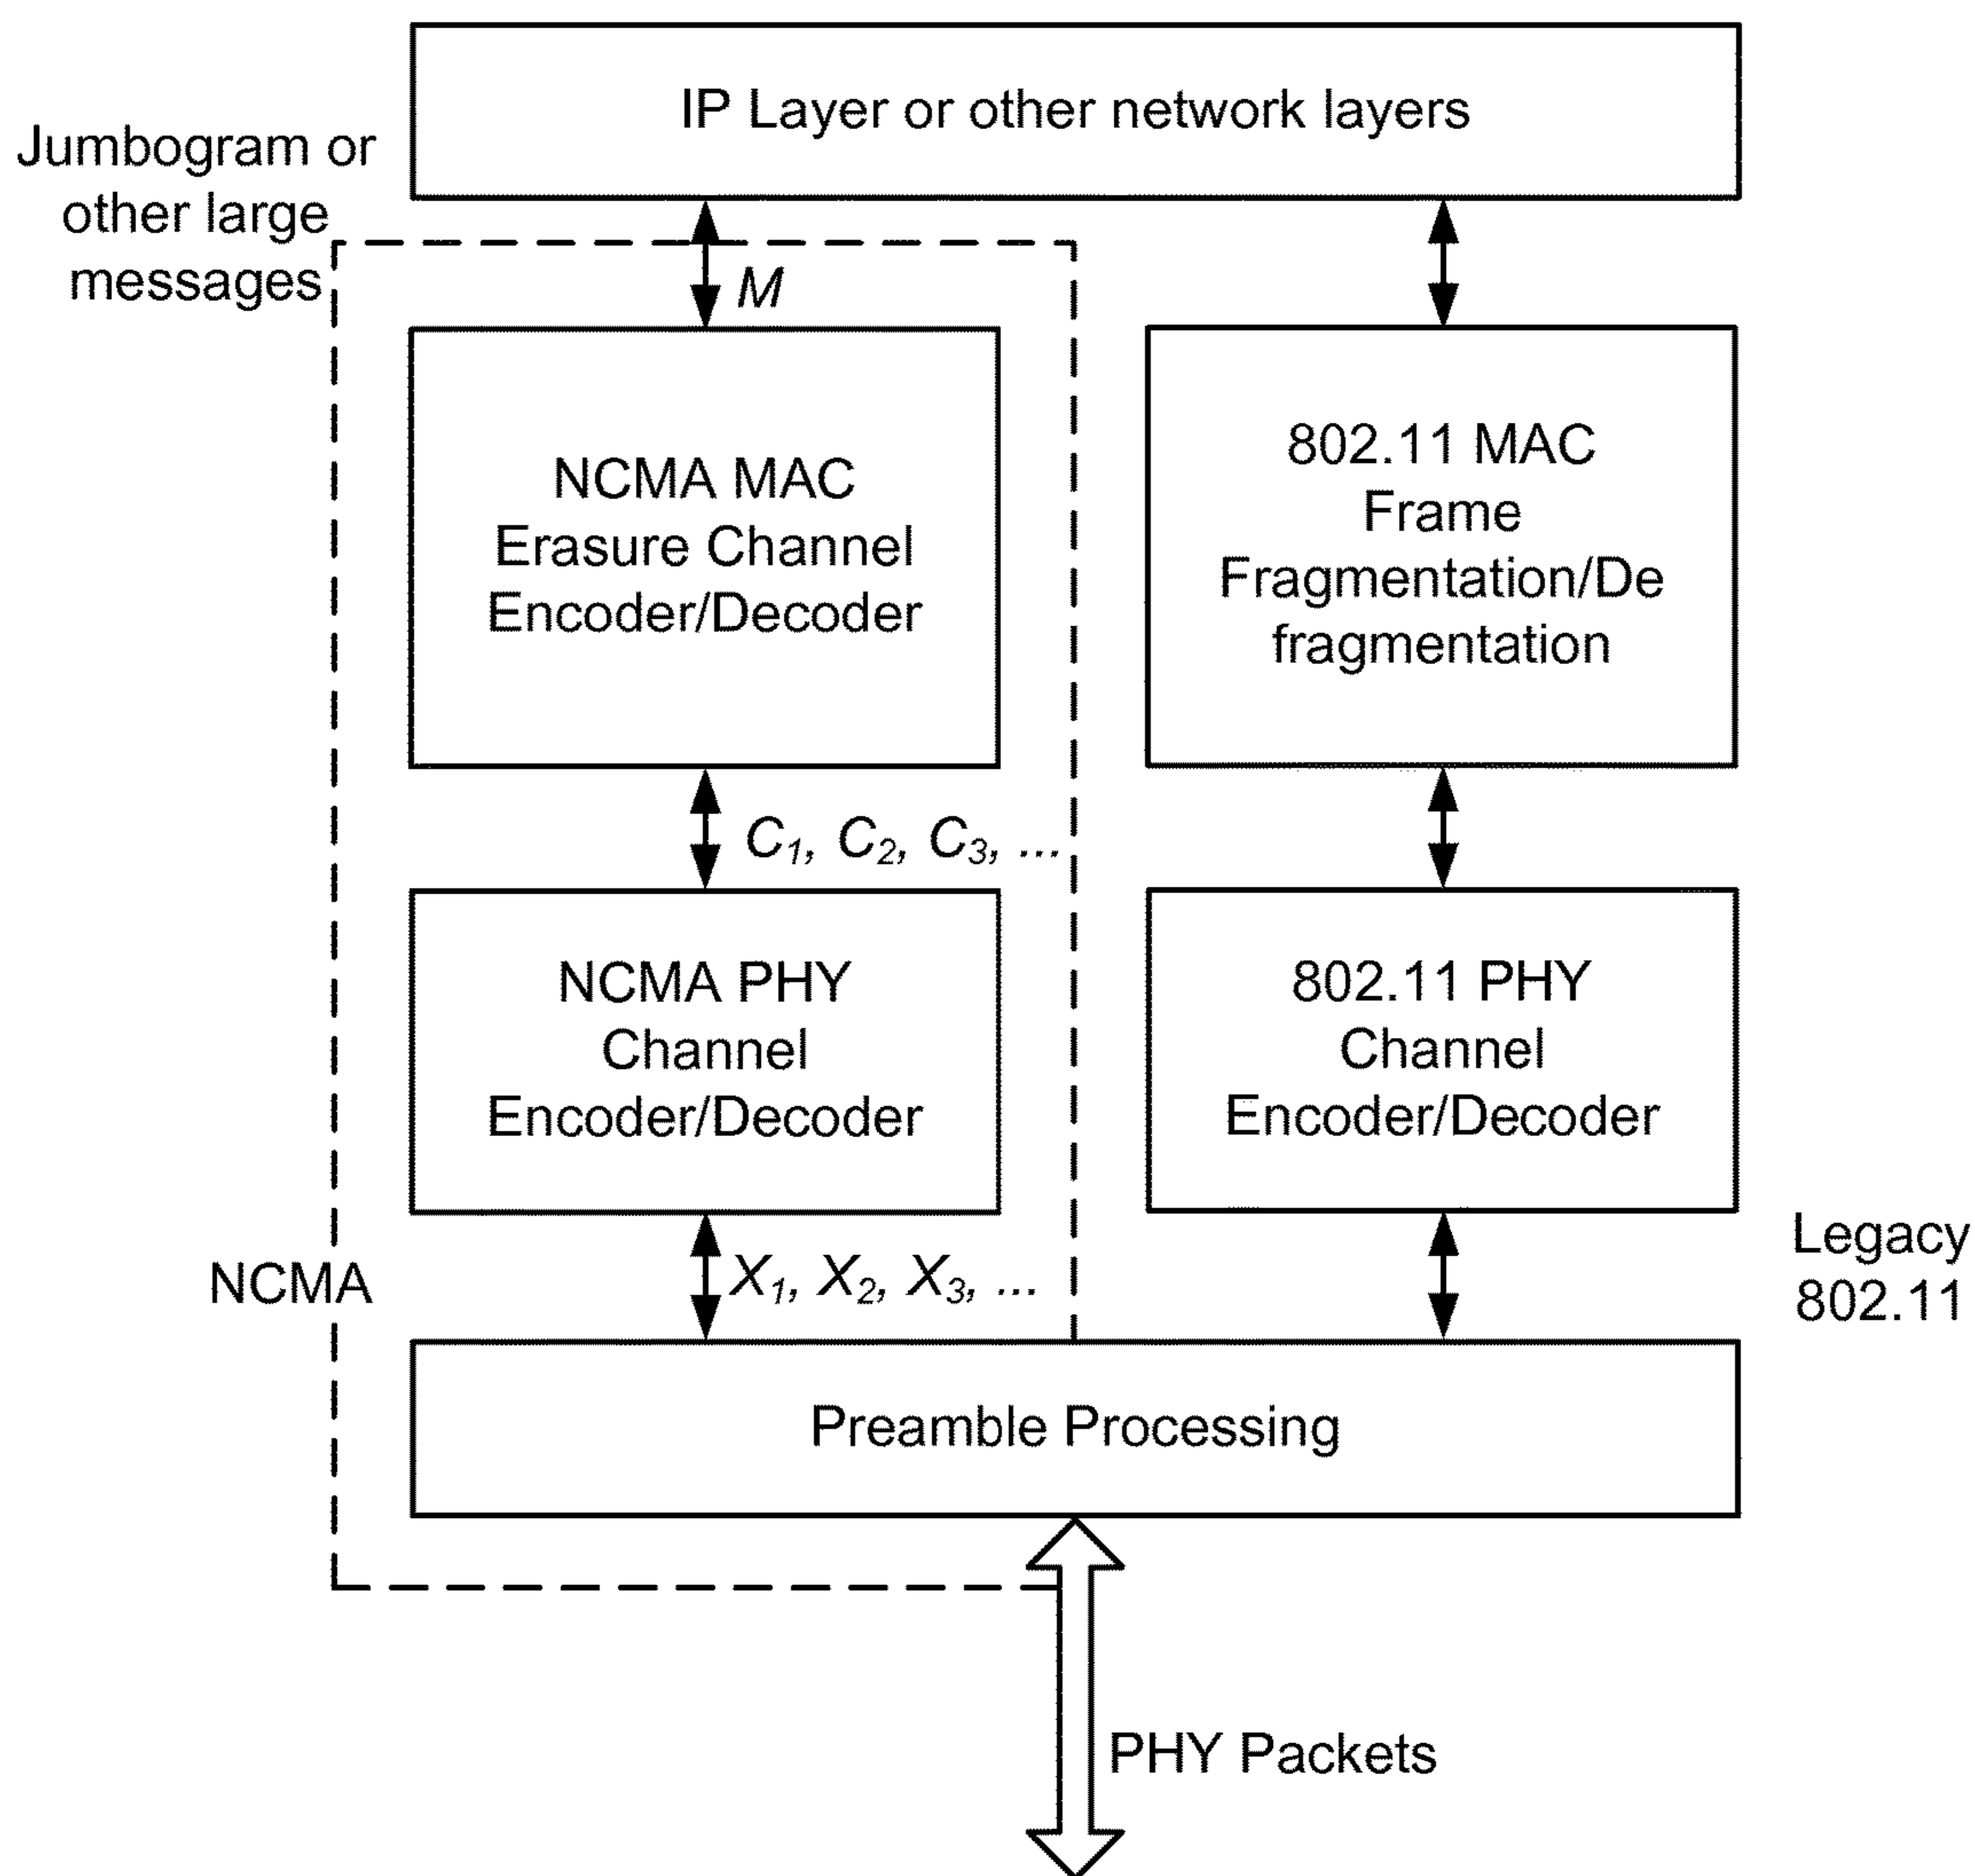 IP Layer or other network layers
Jumbogram or
other large
messages
M
NCMA MAC
Erasure Channel
Encoder/Decoder
802.11 MAC
Frame
Fragmentation/De
fragmentation
C1, C2, C3, ...
NCMA PHY
Channel
Encoder/Decoder
802.11 PHY
Channel
Encoder/Decoder
NCMA
X1, X2, X3, ...
Legacy
802.11
Preamble Processing
PHY Packets